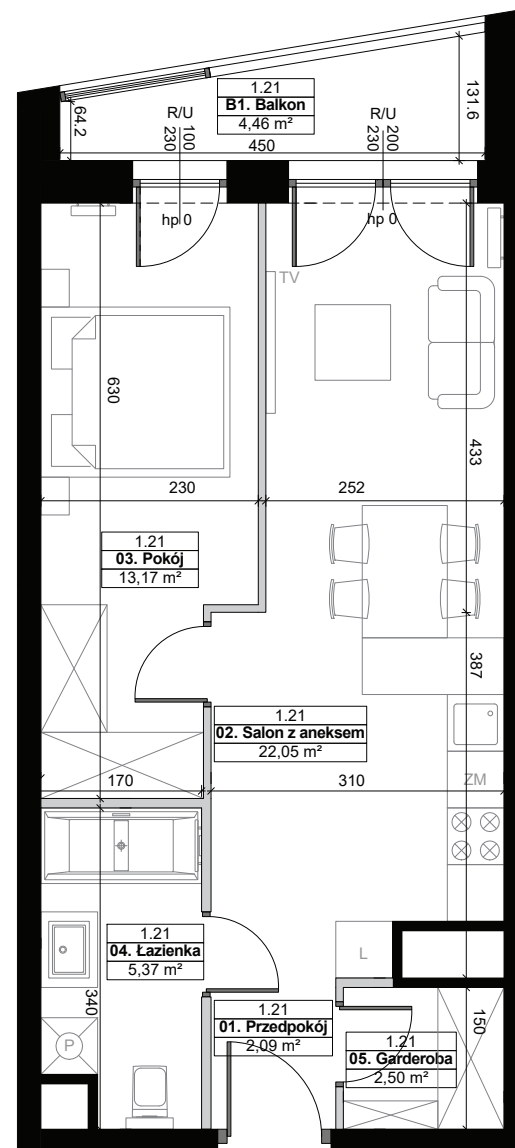 1.21
B1. Balkon
4,46 m²
450
64.2
131.6
R/U
100
230
hp 0
R/U
200
230
hp 0
TV
630
433
230
252
1.21
03. Pokój
13,17 m²
387
1.21
02. Salon z aneksem
22,05 m²
170
310
ZM
1.21
04. Łazienka
5,37 m²
L
340
150
1.21
01. Przedpokój
2,09 m²
1.21
05. Garderoba
2,50 m²
P